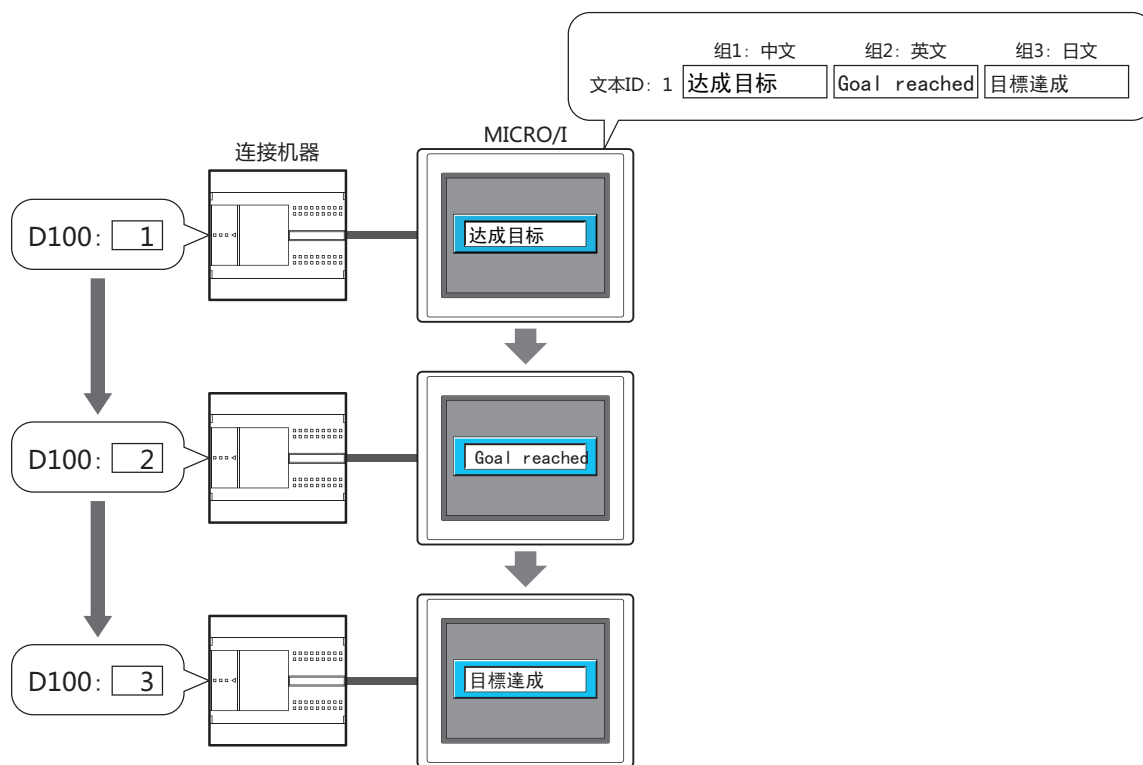 组1: 中文 组2: 英文 组3: 日文
文本ID: 1 达成目标 Goal reached 目標達成
MICRO/I
连接机器
D100: 1
达成目标
D100: 2
Goal reached
D100: 3
目標達成